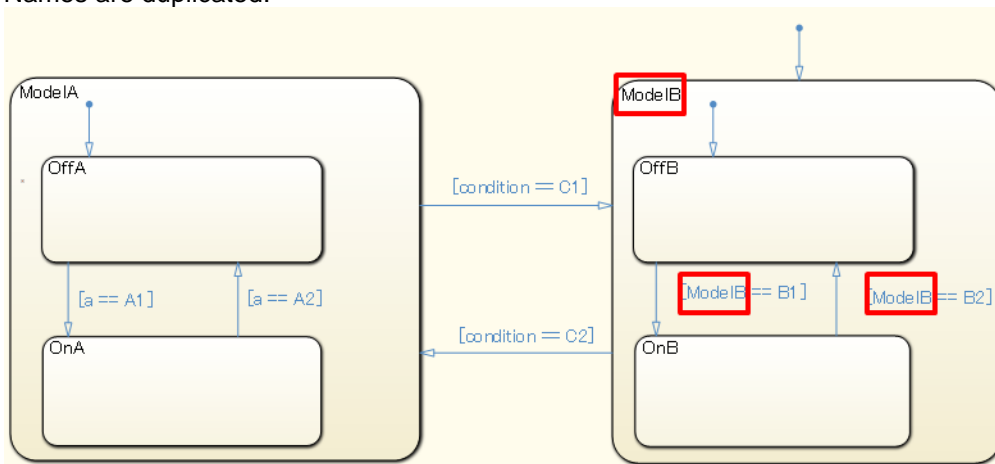 Names are duplicated.
ModelA
ModelB
OffA
OffB
[condition == C1]
[a == A1]
[a == A2]
[ModelB == B1]
[ModelB == B2]
[condition == C2]
OnA
OnB